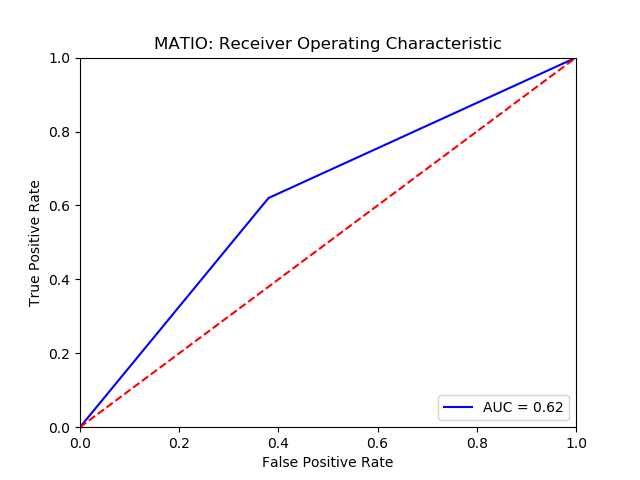 MATIO: Receiver Operating Characteristic
1.0
0.8
0.6
0.4
0.2
0.0
True Positive Rate
AUC = 0.62
0.0 0.2 0.4 0.6 0.8 1.0
False Positive Rate